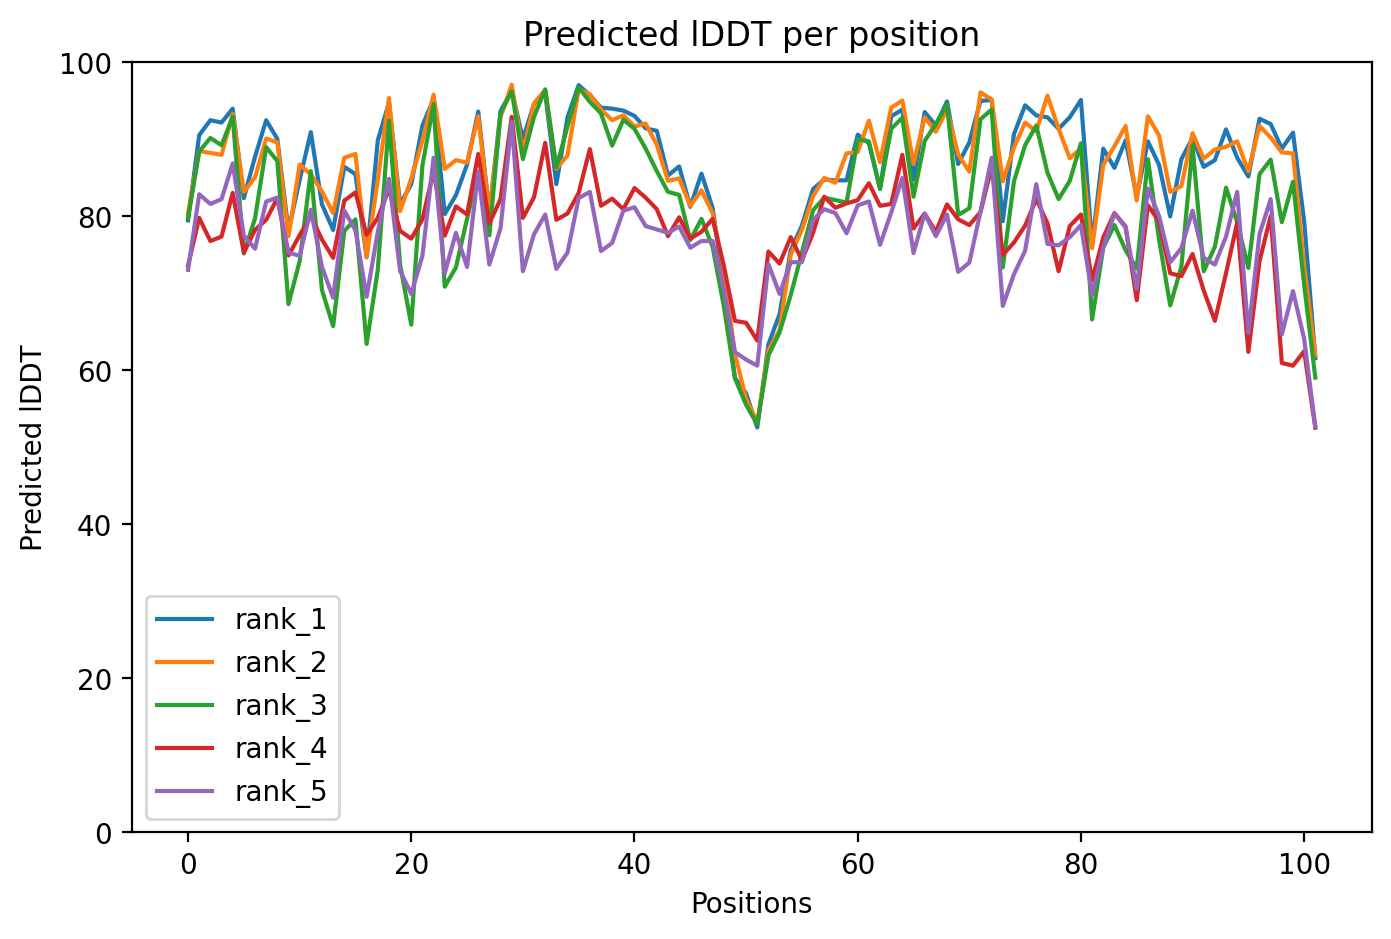 Predicted lDDT per position
100
80
60
40
20
0
Predicted lDDT
rank_1
rank_2
rank_3
rank_4
rank_5
0 20 40 60 80 100
Positions